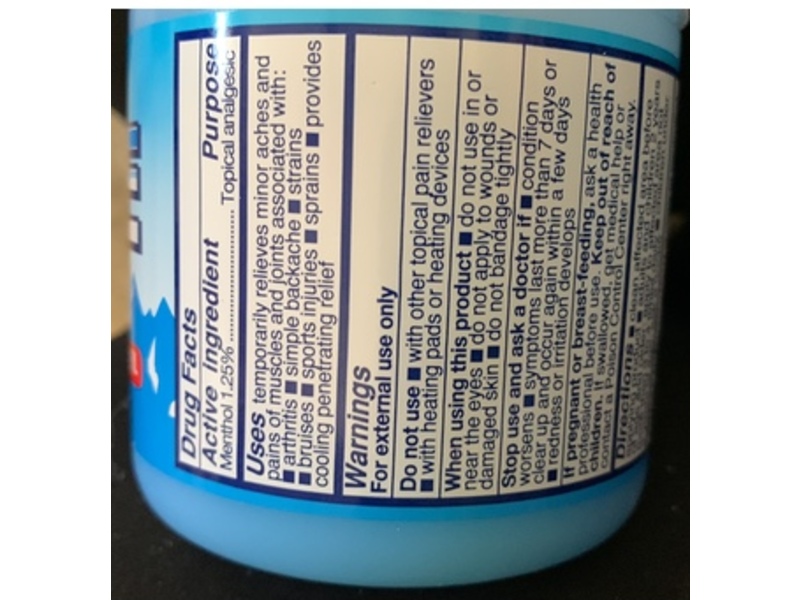 Drug Facts
Active ingredient Purpose
Menthol 1.25% ........................ Topical analgesic
Uses temporarily relieves minor aches and
pains of muscles and joints associated with:
■ arthritis ■ simple backache ■ strains
■ bruises ■ sports injuries ■ sprains ■ provides
cooling penetrating relief
Warnings
For external use only
Do not use ■ with other topical pain relievers
■ with heating pads or heating devices
When using this product ■ do not use in or
near the eyes ■ do not apply to wounds or
damaged skin ■ do not bandage tightly
Stop use and ask a doctor if ■ condition
worsens ■ symptoms last more than 7 days or
clear up and occur again within a few days
■ redness or irritation develops
If pregnant or breast-feeding, ask a health
professional before use. Keep out of reach of
children. If swallowed, get medical help or
contact a Poison Control Center right away.
Directions